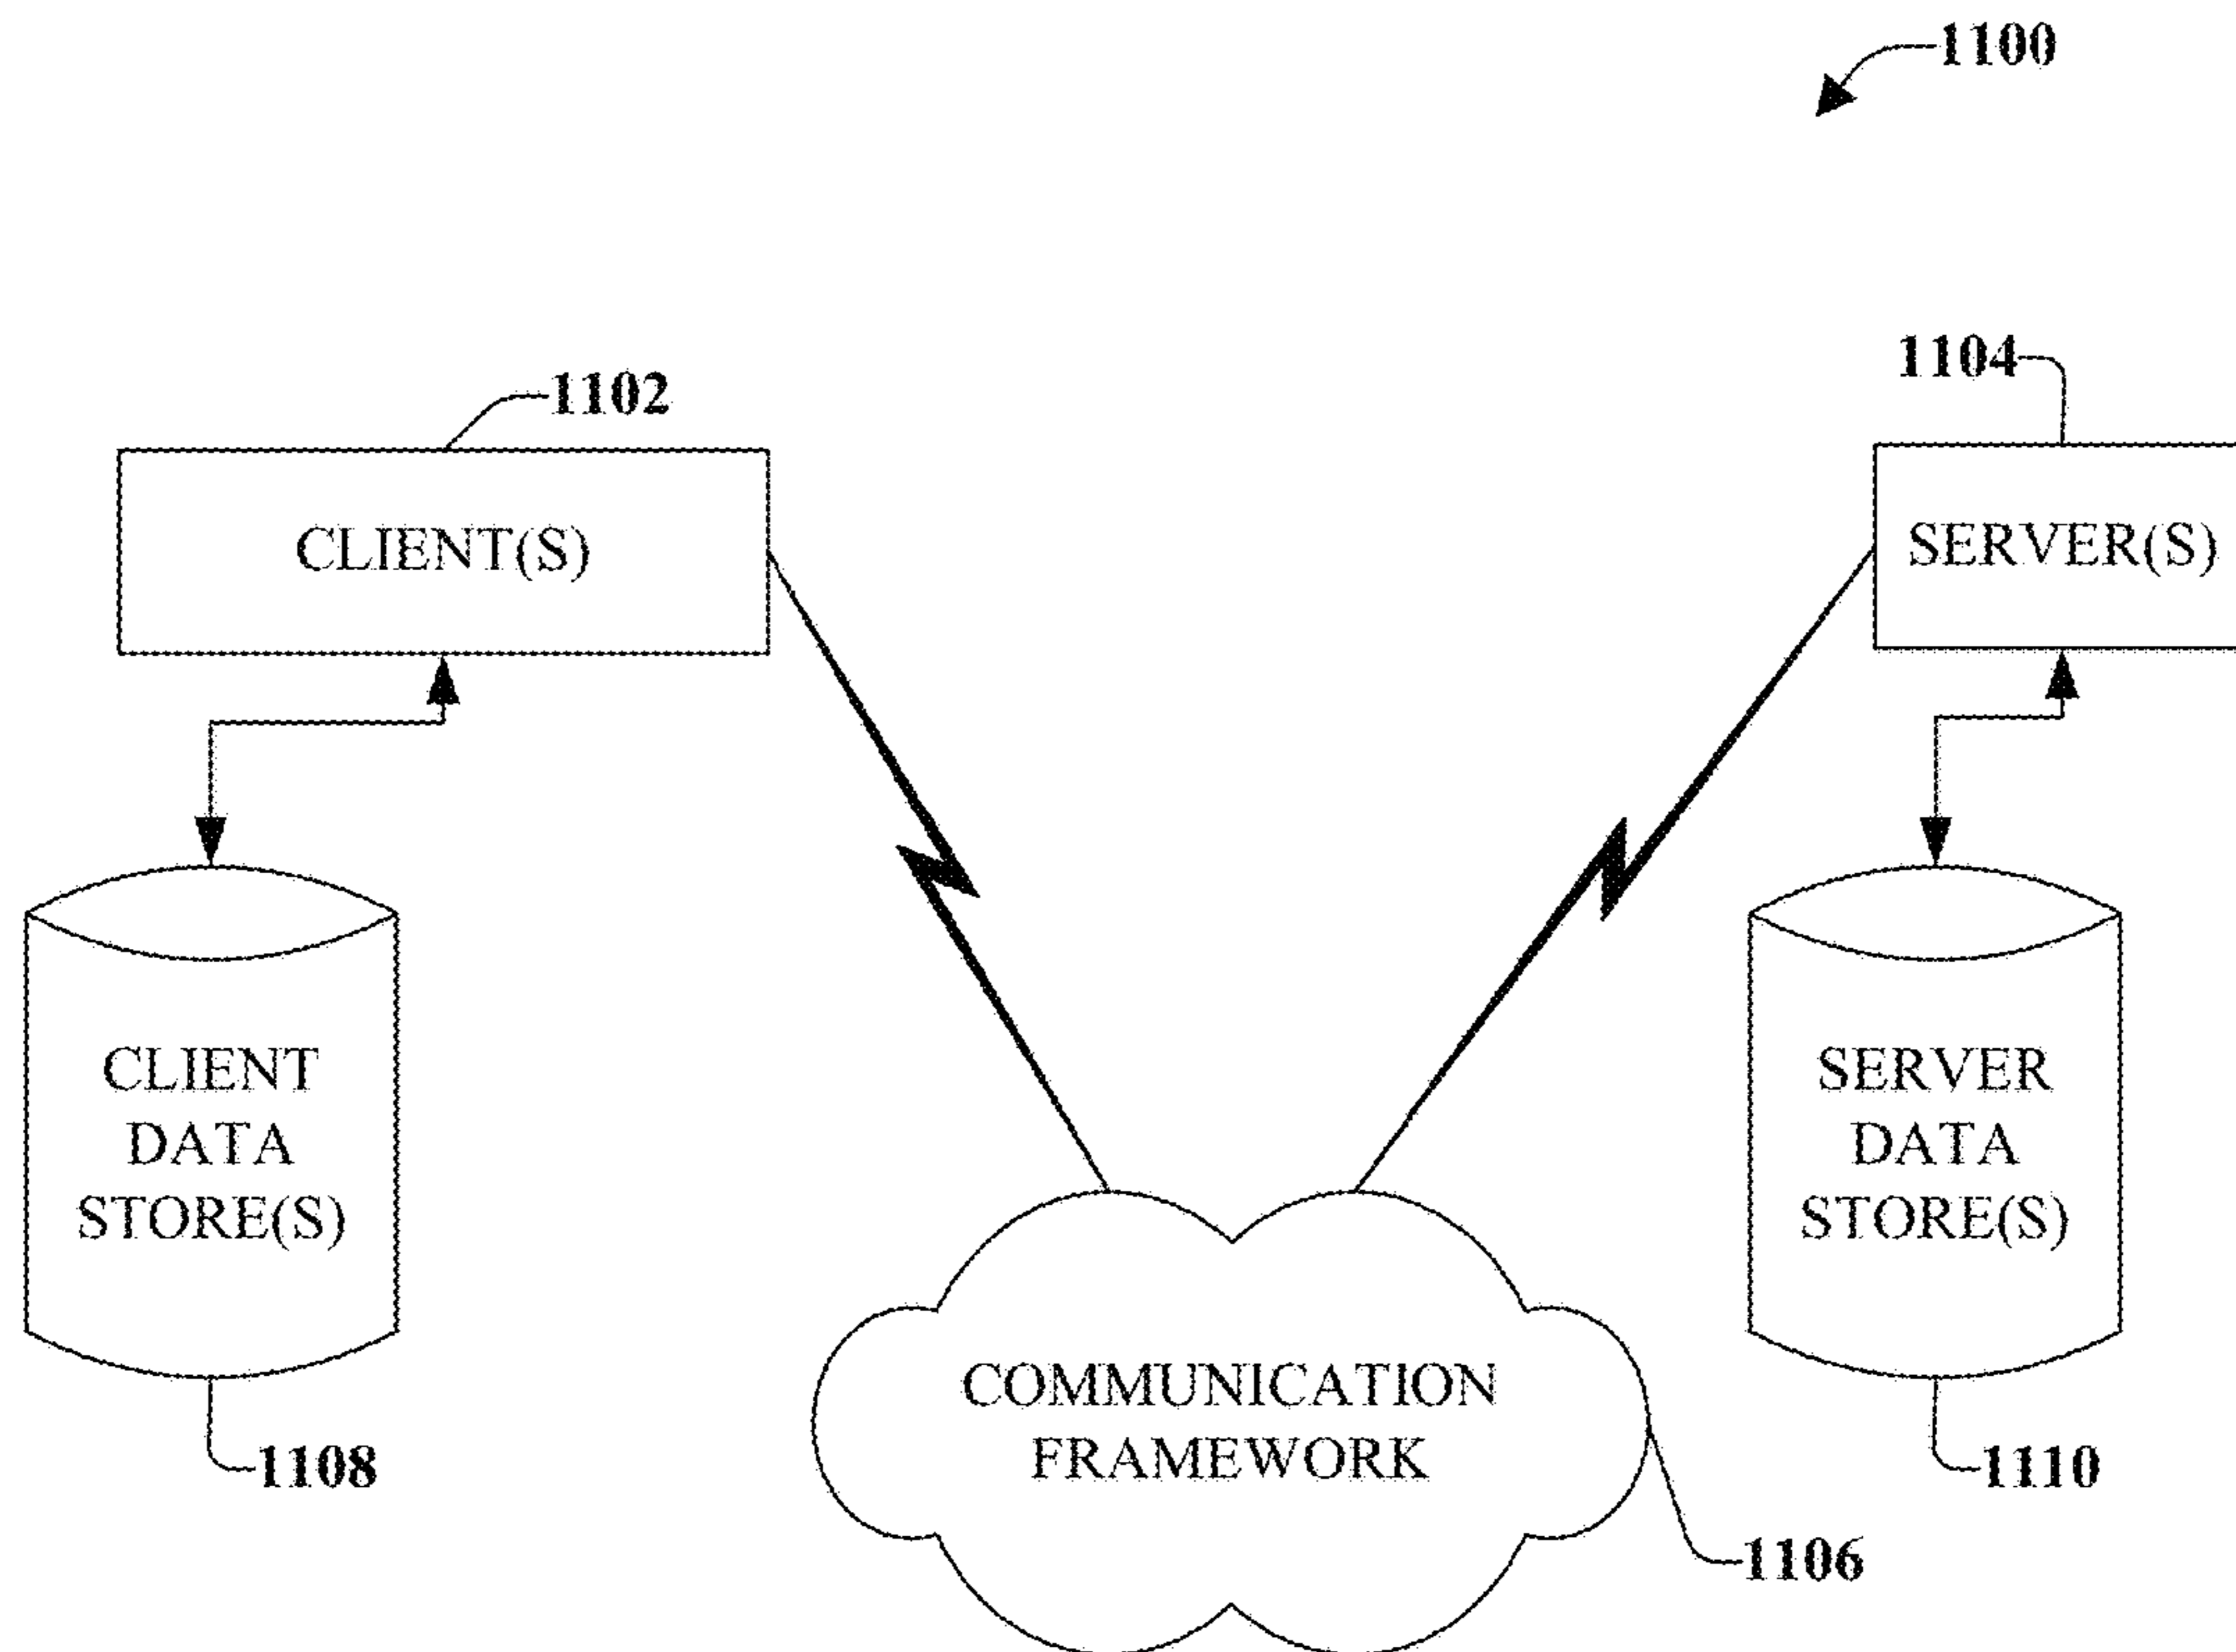 1100
1102
1104
CLIENT(S)
SERVER(S)
CLIENT
DATA
STORE(S)
SERVER
DATA
STORE(S)
COMMUNICATION
FRAMEWORK
1108
1110
1106